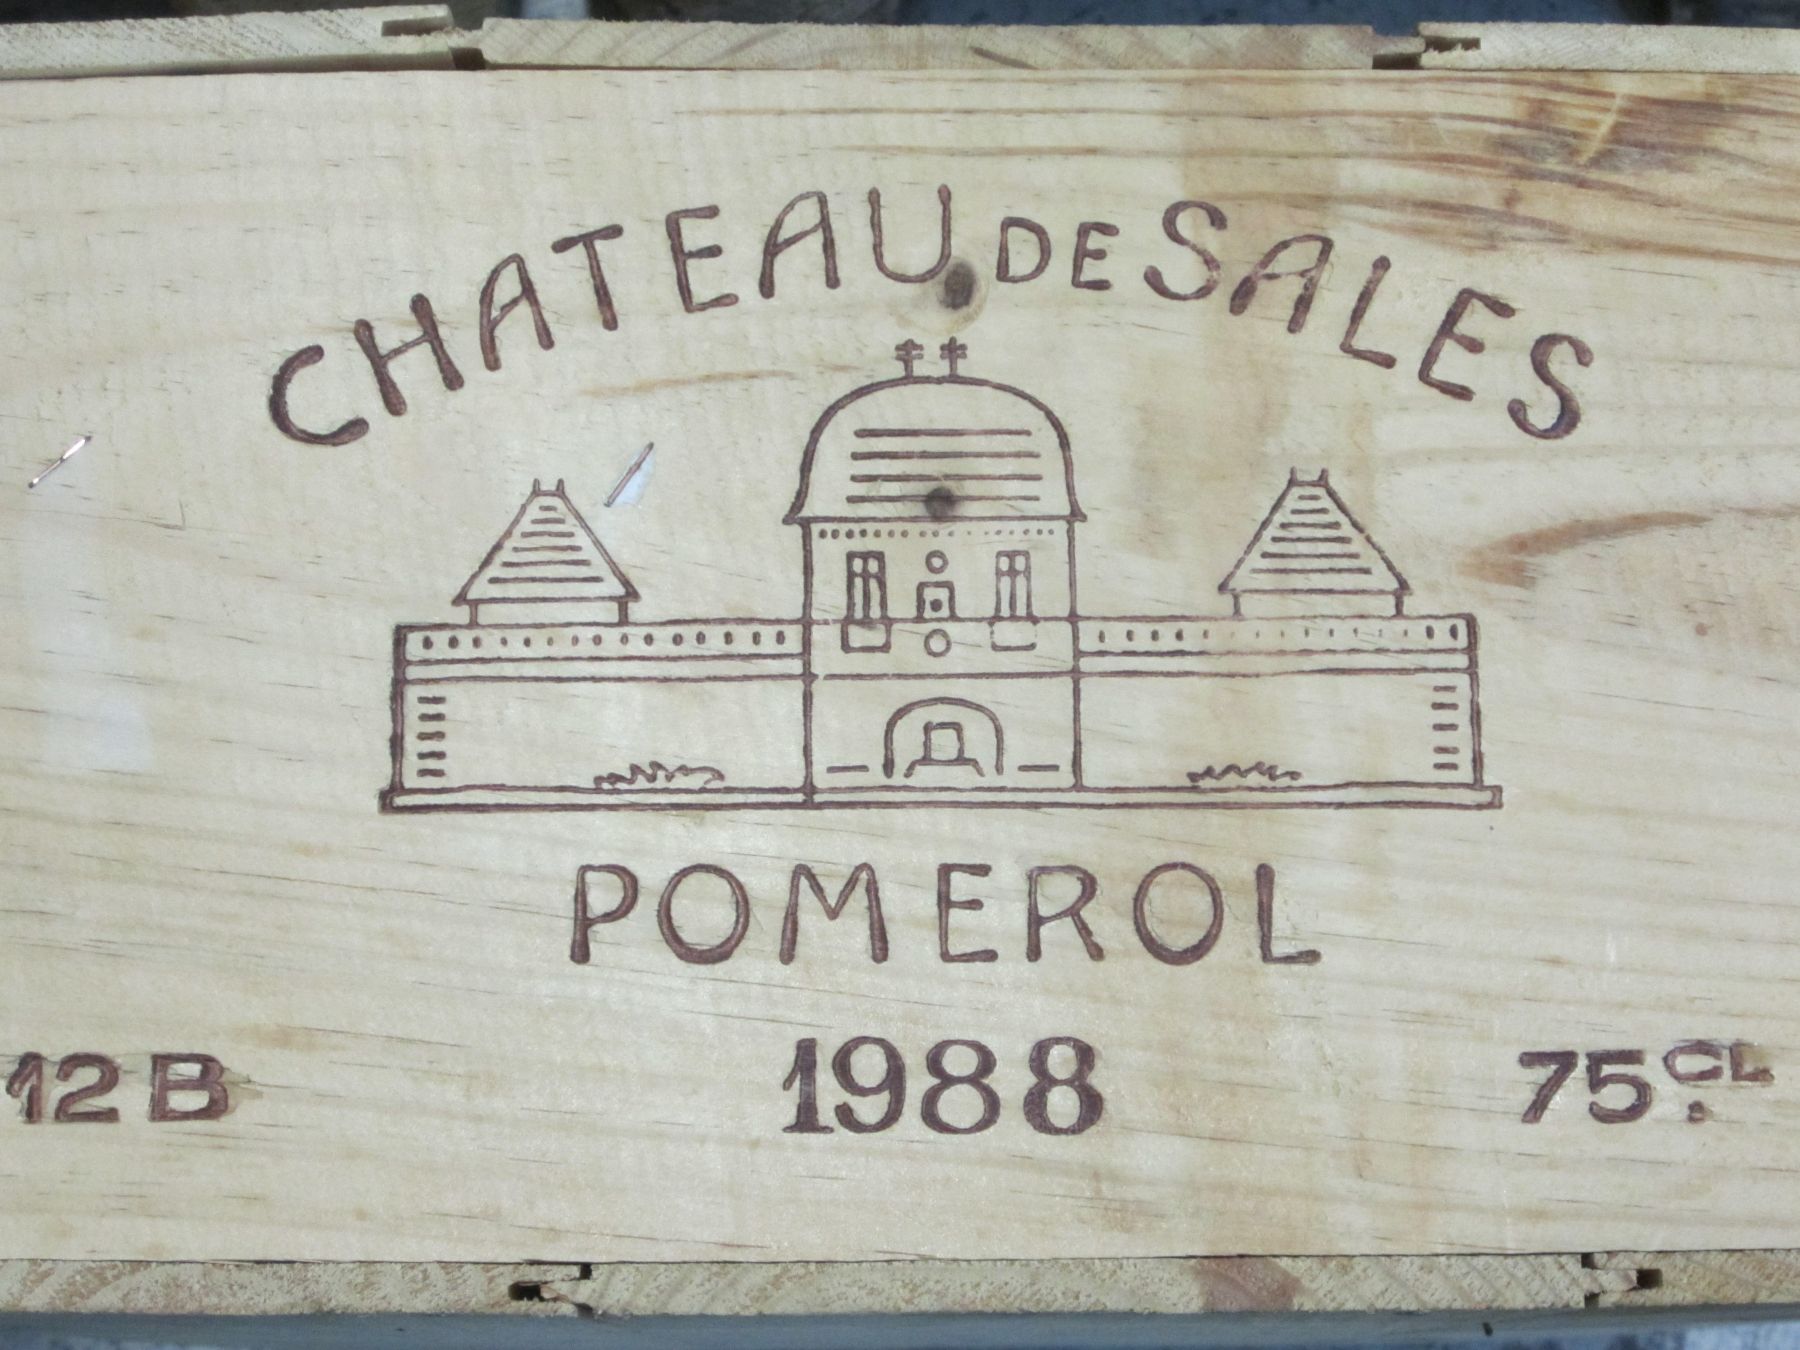 CHATEAU DE SALES
POMEROL
12 B 1988 75 CL